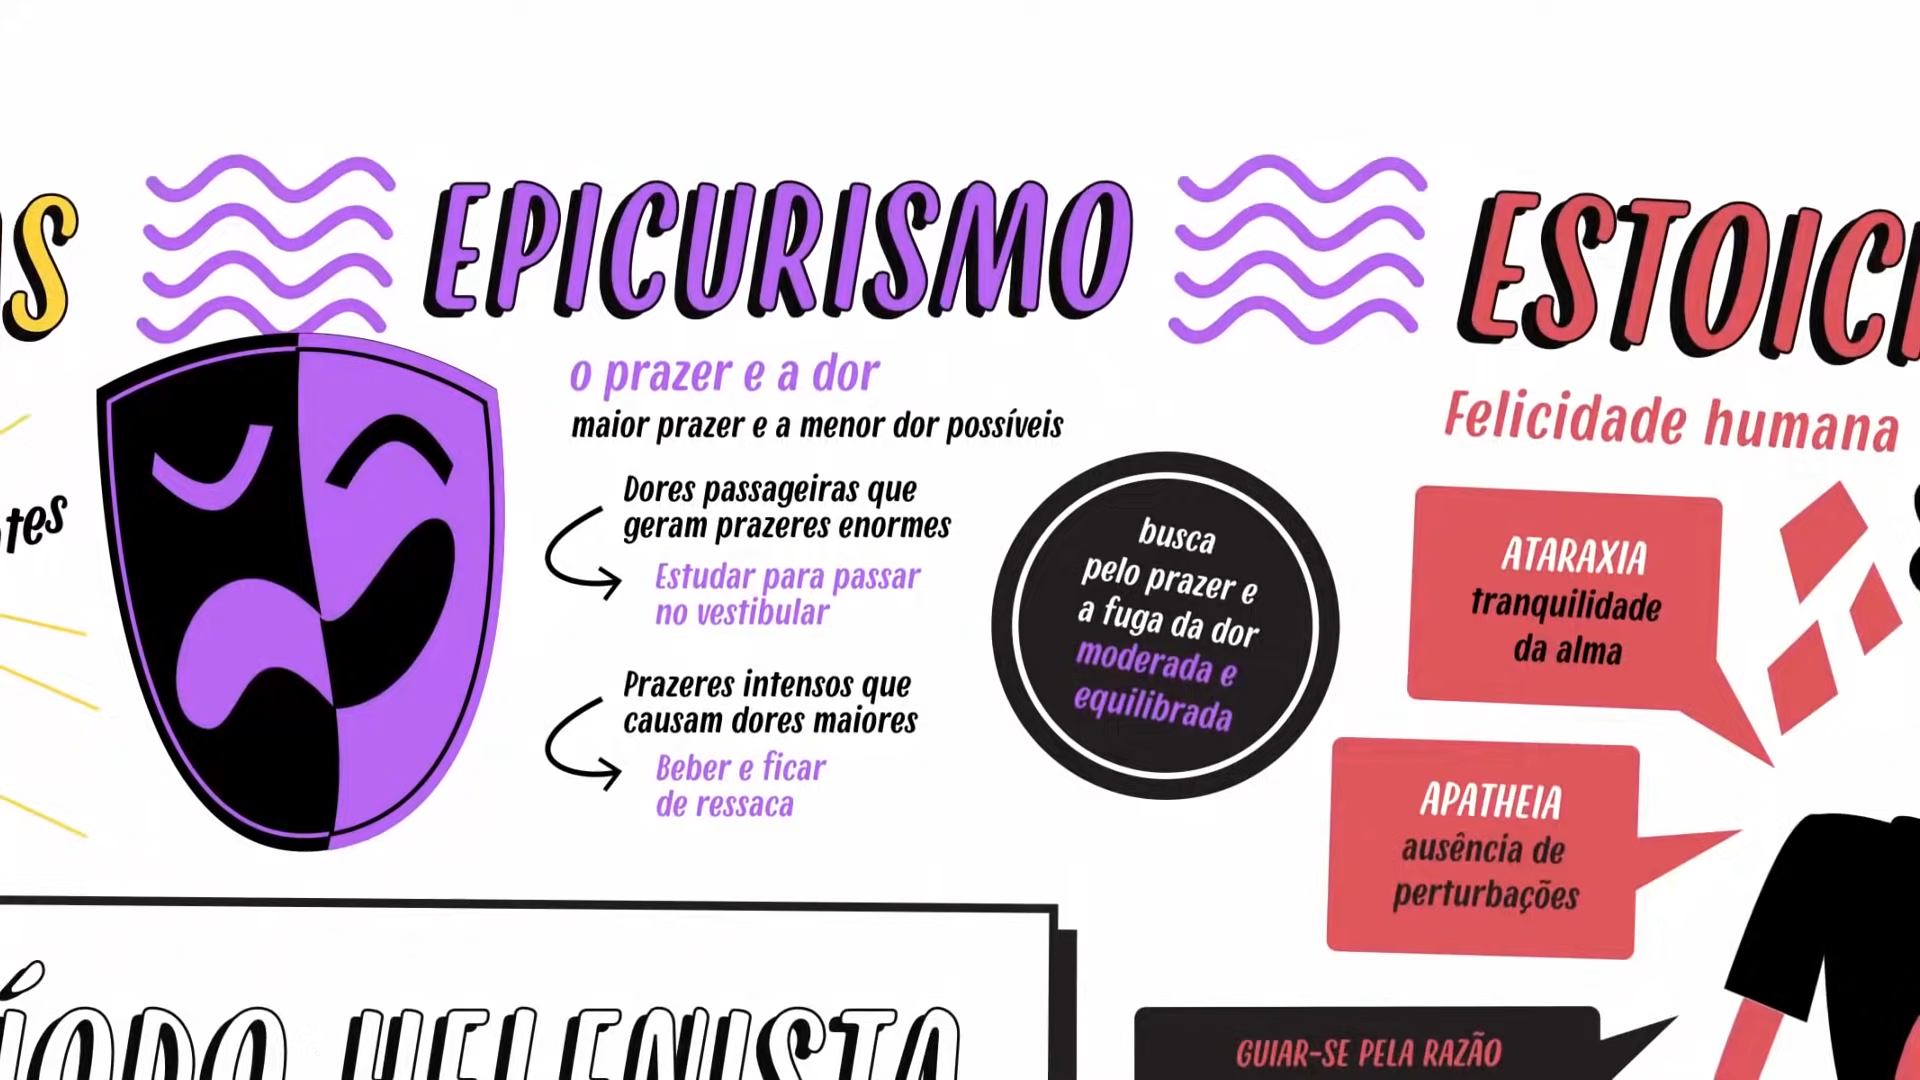 EPICURISMO
o prazer e a dor
maior prazer e a menor dor possíveis
Dores passageiras que
geram prazeres enormes
Estudar para passar
no vestibular
Prazeres intensos que
causam dores maiores
Beber e ficar
de ressaca
busca
pelo prazer e
a fuga da dor
moderada e
equilibrada
Felicidade humana
ATARAXIA
tranquilidade
da alma
APATHEIA
ausência de
perturbações
HELENISTA
GUIAR-SE PELA RAZÃO